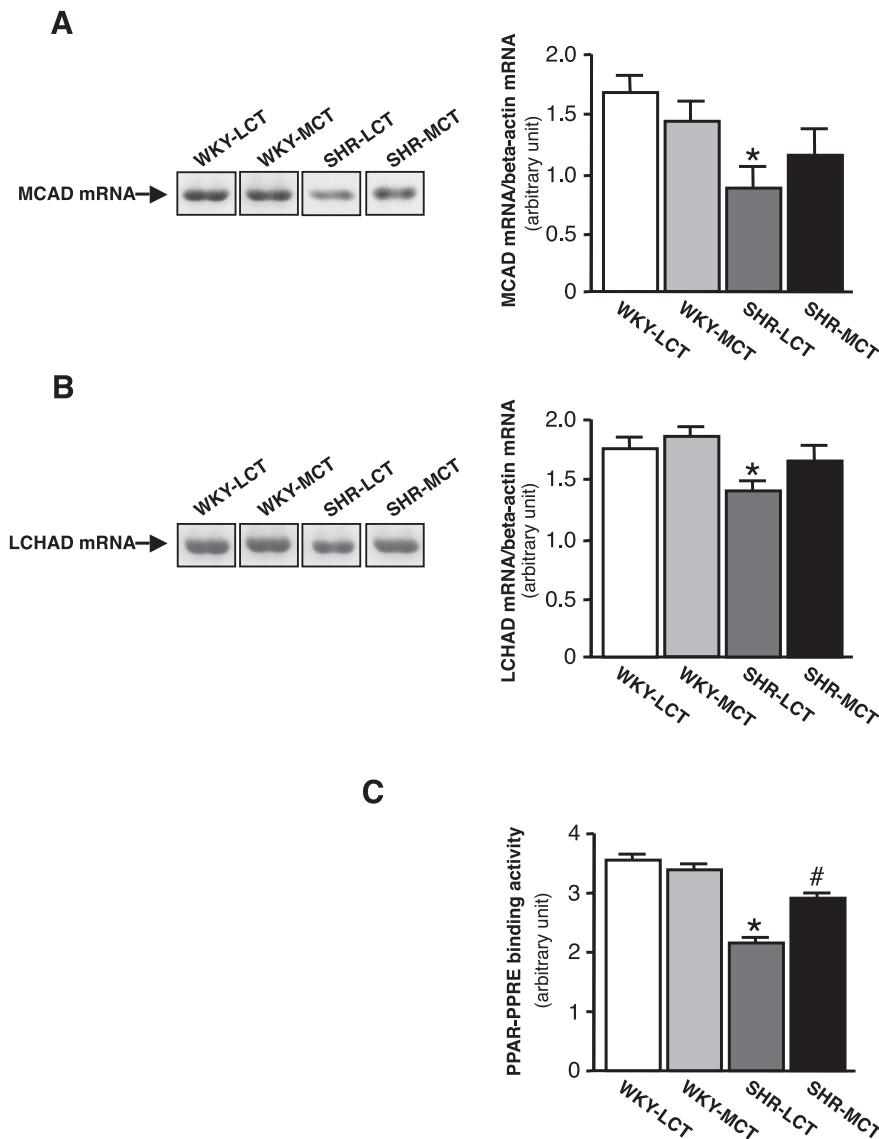 A
WKY-LCT
WKY-MCT
SHR-LCT
SHR-MCT
MCAD mRNA
MCAD mRNA/beta-actin mRNA
(arbitrary unit)
2.0
1.5
1.0
0.5
0
*
WKY-LCT
WKY-MCT
SHR-LCT
SHR-MCT
B
WKY-LCT
WKY-MCT
SHR-LCT
SHR-MCT
LCHAD mRNA
LCHAD mRNA/beta-actin mRNA
(arbitrary unit)
2.0
1.5
1.0
0.5
0
*
WKY-LCT
WKY-MCT
SHR-LCT
SHR-MCT
C
PPAR-PPRE binding activity
(arbitrary unit)
4
3
2
1
0
*
#
WKY-LCT
WKY-MCT
SHR-LCT
SHR-MCT